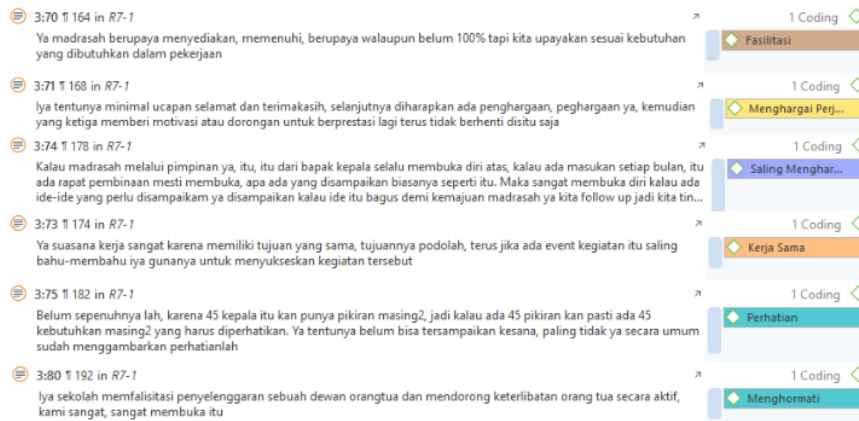 3:70 ¶ 164 in R7-1
1 Coding
Ya madrasah berupaya menyediakan, memenuhi, berupaya walaupun belum 100% tapi kita upayakan sesuai kebutuhan
yang dibutuhkan dalam pekerjaan
Fasilitasi
3:71 ¶ 168 in R7-1
1 Coding
Iya tentunya minimal ucapan selamat dan terimakasih, selanjutnya diharapkan ada penghargaan, peghargaan ya, kemudian
yang ketiga memberi motivasi atau dorongan untuk berprestasi lagi terus tidak berhenti disitu saja
Menghargai Perj...
3:74 ¶ 178 in R7-1
1 Coding
Kalau madrasah melalui pimpinan ya, itu, itu dari bapak kepala selalu membuka diri atas, kalau ada masukan setiap bulan, itu
ada rapat pembinaan mesti membuka, apa ada yang disampaikan biasanya seperti itu. Maka sangat membuka diri kalau ada
ide-ide yang perlu disampaikam ya disampaikan kalau ide itu bagus demi kemajuan madrasah ya kita follow up jadi kita tin...
Saling Menghar...
3:73 ¶ 174 in R7-1
1 Coding
Ya suasana kerja sangat karena memiliki tujuan yang sama, tujuannya podolah, terus jika ada event kegiatan itu saling
bahu-membahu iya gunanya untuk menyukseskan kegiatan tersebut
Kerja Sama
3:75 ¶ 182 in R7-1
1 Coding
Belum sepenuhnya lah, karena 45 kepala itu kan punya pikiran masing2, jadi kalau ada 45 pikiran kan pasti ada 45
kebutuhkan masing2 yang harus diperhatikan. Ya tentunya belum bisa tersampaikan kesana, paling tidak ya secara umum
sudah menggambarkan perhatianlah
Perhatian
3:80 ¶ 192 in R7-1
1 Coding
Iya sekolah memfalisitasi penyelenggaran sebuah dewan orangtua dan mendorong keterlibatan orang tua secara aktif,
kami sangat, sangat membuka itu
Menghormati